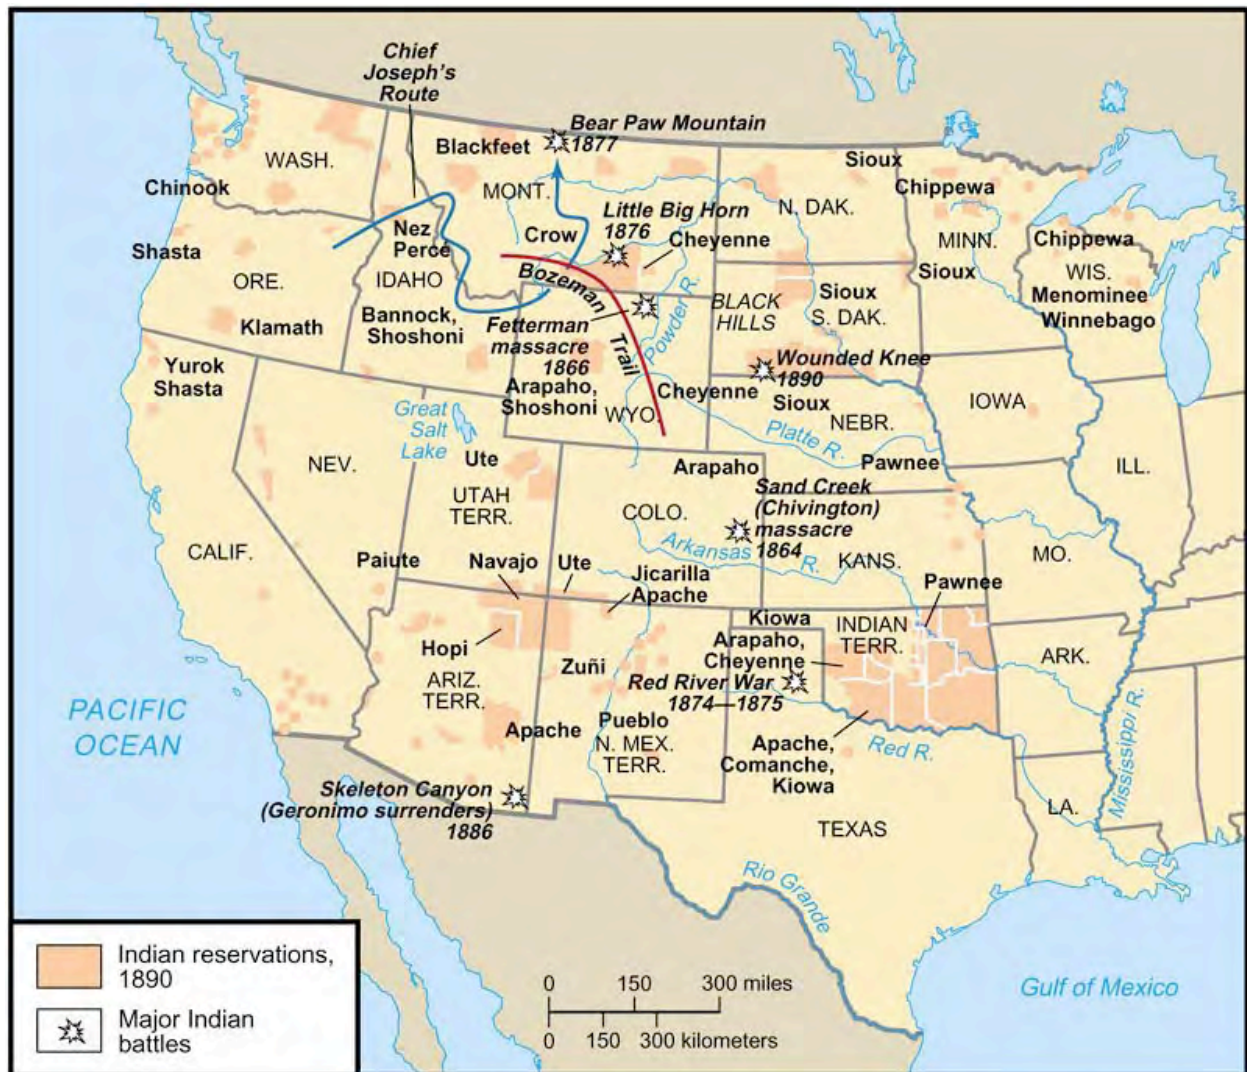 Chief
Joseph's
Route
Bear Paw Mountain
1877
Blackfeet
WASH.
MONT.
Chinook
Sioux
Chippewa
N. DAK.
Little Big Horn
1876
Nez
Percé
Crow
Cheyenne
MINN.
Chippewa
Shasta
WIS.
ORE.
IDAHO
Bozeman
Trail
Powder R.
BLACK
HILLS
Sioux
Sioux
S. DAK.
Menominee
Winnebago
Klamath
Bannock,
Shoshoni
Fetterman
massacre
1866
Yurok
Shasta
Arapaho,
Shoshoni
WYO.
Cheyenne
Wounded Knee
1890
Sioux
NEBR.
IOWA
Great
Salt
Lake
Platte R.
NEV.
Ute
Arapaho
Pawnee
ILL.
UTAH
TERR.
COLO.
Sand Creek
(Chivington)
massacre
1864
CALIF.
Arkansas R.
KANS.
MO.
Paiute
Navajo
Ute
Jicarilla
Apache
Pawnee
Kiowa
INDIAN
TERR.
Arapaho,
Cheyenne
Hopi
Zuñi
ARK.
ARIZ.
TERR.
Red River War
1874—1875
PACIFIC
OCEAN
Apache
Pueblo
N. MEX.
TERR.
Apache,
Comanche,
Kiowa
Red R.
Mississippi R.
Skeleton Canyon
(Geronimo surrenders)
1886
TEXAS
LA.
Rio Grande
Gulf of Mexico
Indian reservations,
1890
Major Indian
battles
0 150 300 miles
0 150 300 kilometers